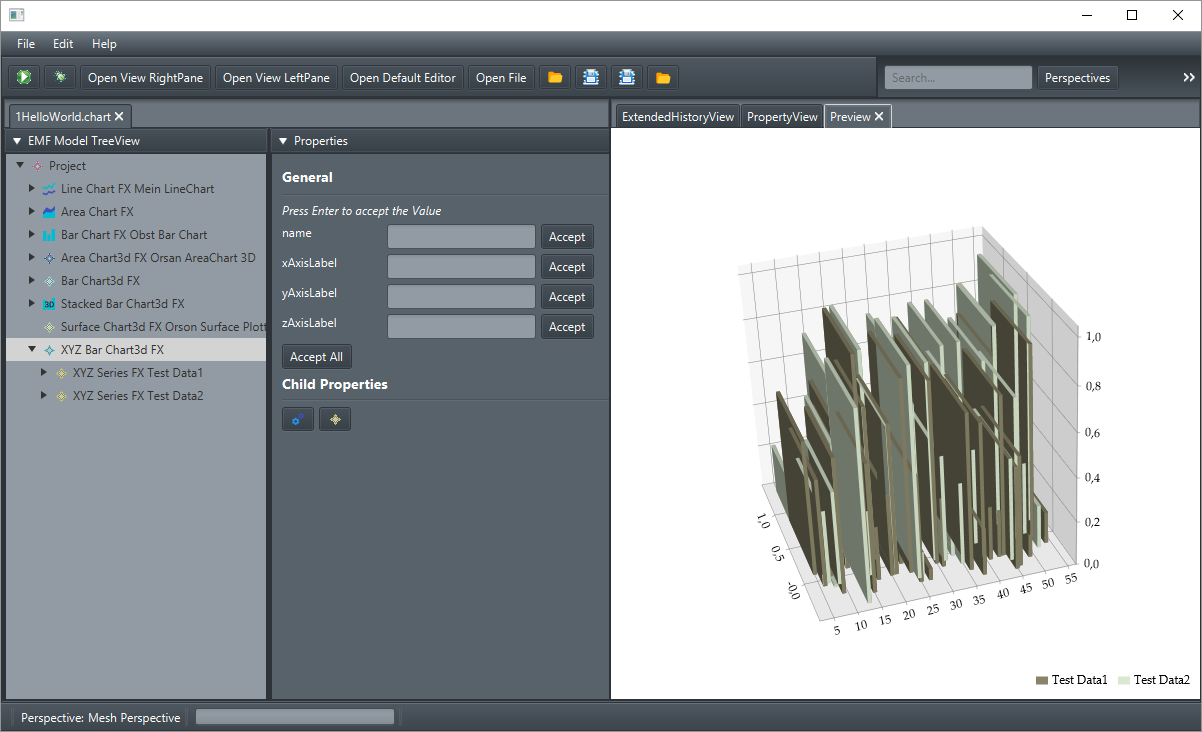 File Edit Help
Open View RightPane Open View LeftPane Open Default Editor Open File Search... Perspectives
1HelloWorld.chart
EMF Model TreeView
Project
Line Chart FX Mein LineChart
Area Chart FX
Bar Chart FX Obst Bar Chart
Area Chart3d FX Orsan AreaChart 3D
Bar Chart3d FX
3D Stacked Bar Chart3d FX
Surface Chart3d FX Orson Surface Plott
XYZ Bar Chart3d FX
XYZ Series FX Test Data1
XYZ Series FX Test Data2
Properties
General
Press Enter to accept the Value
name Accept
xAxisLabel Accept
yAxisLabel Accept
zAxisLabel Accept
Accept All
Child Properties
ExtendedHistoryView PropertyView Preview
1,0
0,8
0,6
0,4
0,2
0,0
1,0
0,5
-0,0
5 10 15 20 25 30 35 40 45 50 55
Test Data1 Test Data2
Perspective: Mesh Perspective